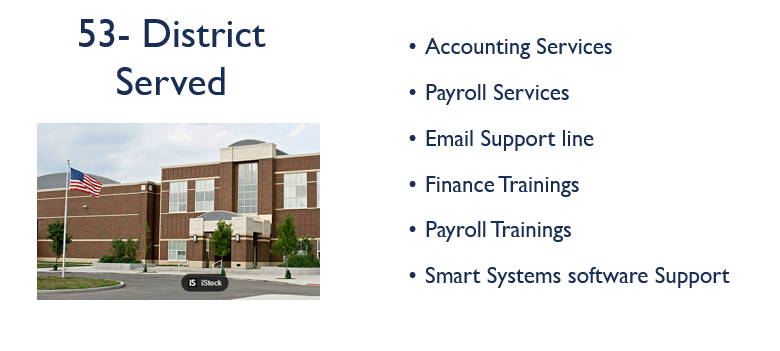 53- District
Served
• Accounting Services
• Payroll Services
• Email Support line
• Finance Trainings
• Payroll Trainings
• Smart Systems software Support
iS iStock